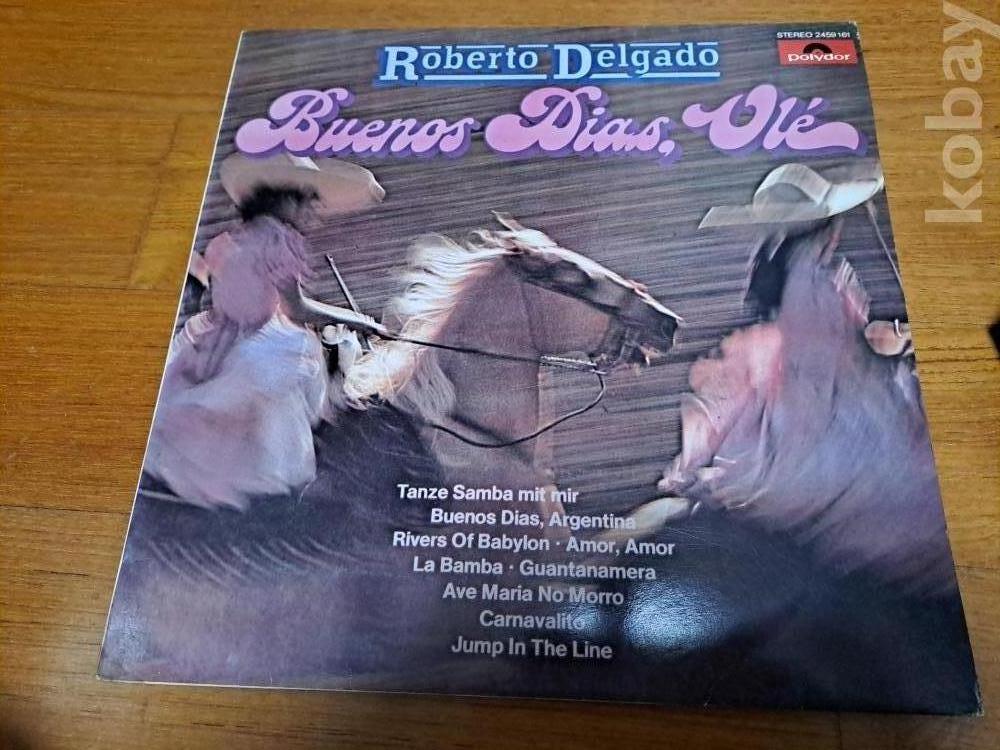 STEREO 2459 161
polydor
Roberto Delgado
Buenos Dias, Olé
Tanze Samba mit mir
Buenos Dias, Argentina
Rivers Of Babylon · Amor, Amor
La Bamba · Guantanamera
Ave Maria No Morro
Carnavalito
Jump In The Line
kobay